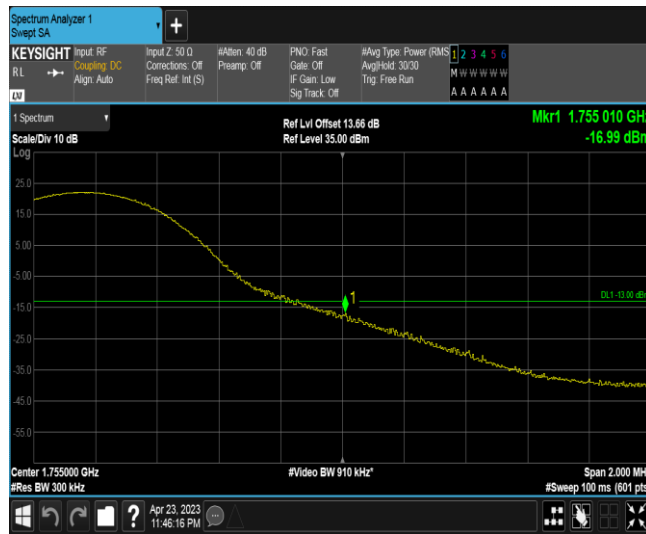 Spectrum Analyzer 1
Swept SA
+
KEYSIGHT
RL
LXI
Input: RF
Coupling: DC
Align: Auto
Input Z: 50 Ω
Corrections: Off
Freq Ref: Int (S)
#Atten: 40 dB
Preamp: Off
PNO: Fast
Gate: Off
IF Gain: Low
Sig Track: Off
#Avg Type: Power (RMS
Avg|Hold: 30/30
Trig: Free Run
1 2 3 4 5 6
M W W W W W
A A A A A A
1 Spectrum
Scale/Div 10 dB
Ref Lvl Offset 13.66 dB
Ref Level 35.00 dBm
Mkr1 1.755 010 GHz
-16.99 dBm
Log
25.0
15.0
5.00
-5.00
-15.0
-25.0
-35.0
-45.0
-55.0
1
DL1 -13.00 dBm
Center 1.755000 GHz
#Res BW 300 kHz
#Video BW 910 kHz*
Span 2.000 MH
#Sweep 100 ms (601 pts
?
Apr 23, 2023
11:46:16 PM